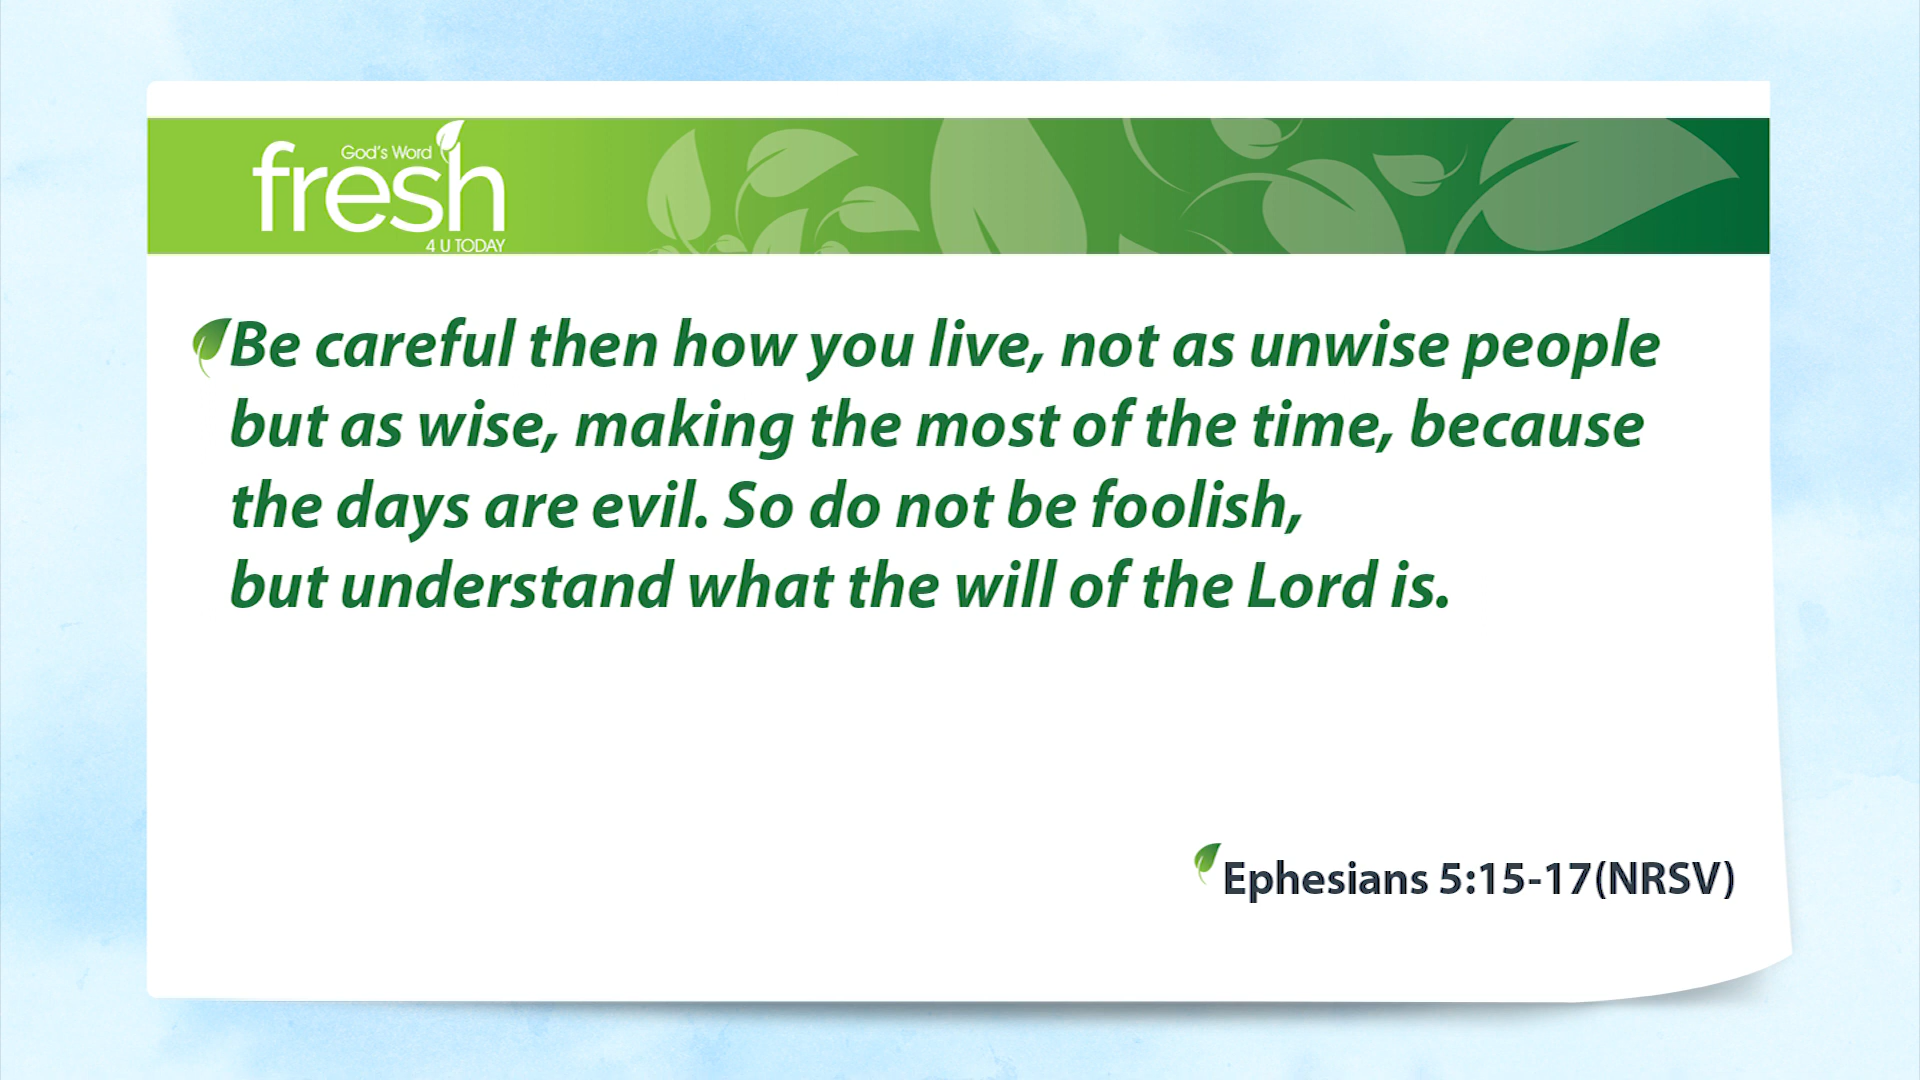 God's Word
fresh
4 U TODAY
Be careful then how you live, not as unwise people
but as wise, making the most of the time, because
the days are evil. So do not be foolish,
but understand what the will of the Lord is.
Ephesians 5:15-17(NRSV)